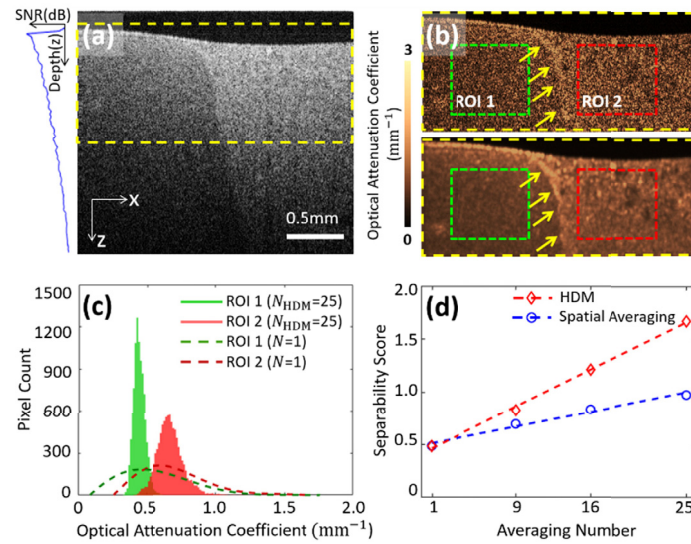 SNR(dB)
Depth(z)
(a)
X
Z
0.5mm
(b)
3
Optical Attenuation Coefficient
(mm⁻¹)
0
ROI 1
ROI 2
(c)
1500
1200
900
600
300
0
Pixel Count
ROI 1 (N_HDM=25)
ROI 2 (N_HDM=25)
ROI 1 (N=1)
ROI 2 (N=1)
0
0.5
1.0
1.5
2.0
Optical Attenuation Coefficient (mm⁻¹)
(d)
2.0
1.5
1.0
0.5
0
Separability Score
HDM
Spatial Averaging
1
9
16
25
Averaging Number